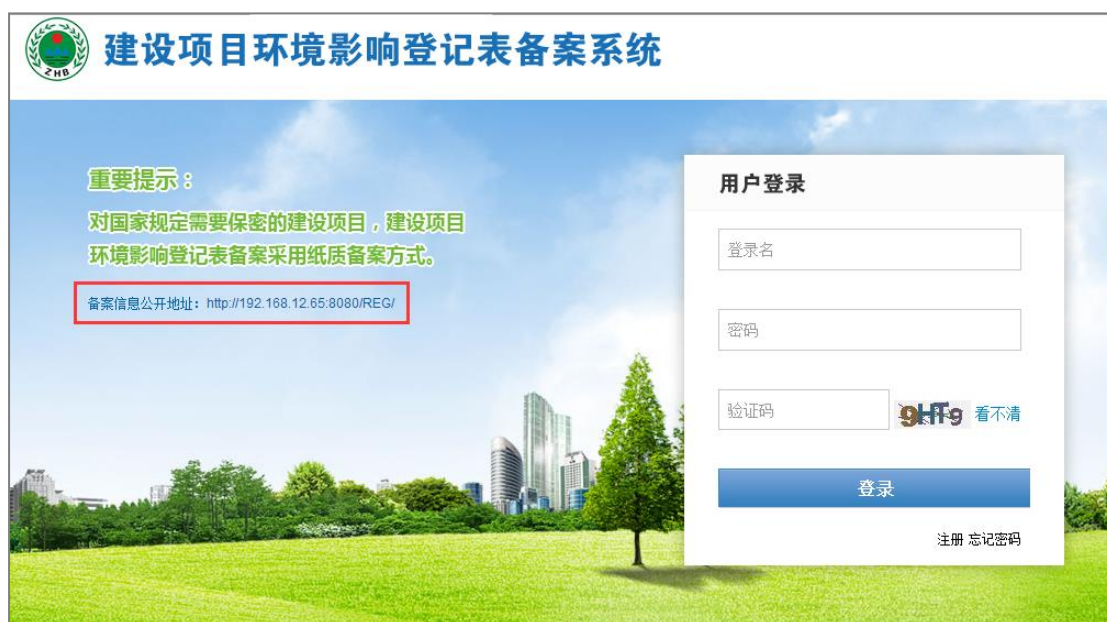 ZHB
建设项目环境影响登记表备案系统
重要提示：
对国家规定需要保密的建设项目，建设项目
环境影响登记表备案采用纸质备案方式。
备案信息公开地址：http://192.168.12.65:8080/REG/
用户登录
登录名
密码
验证码
9HTg 看不清
登录
注册 忘记密码